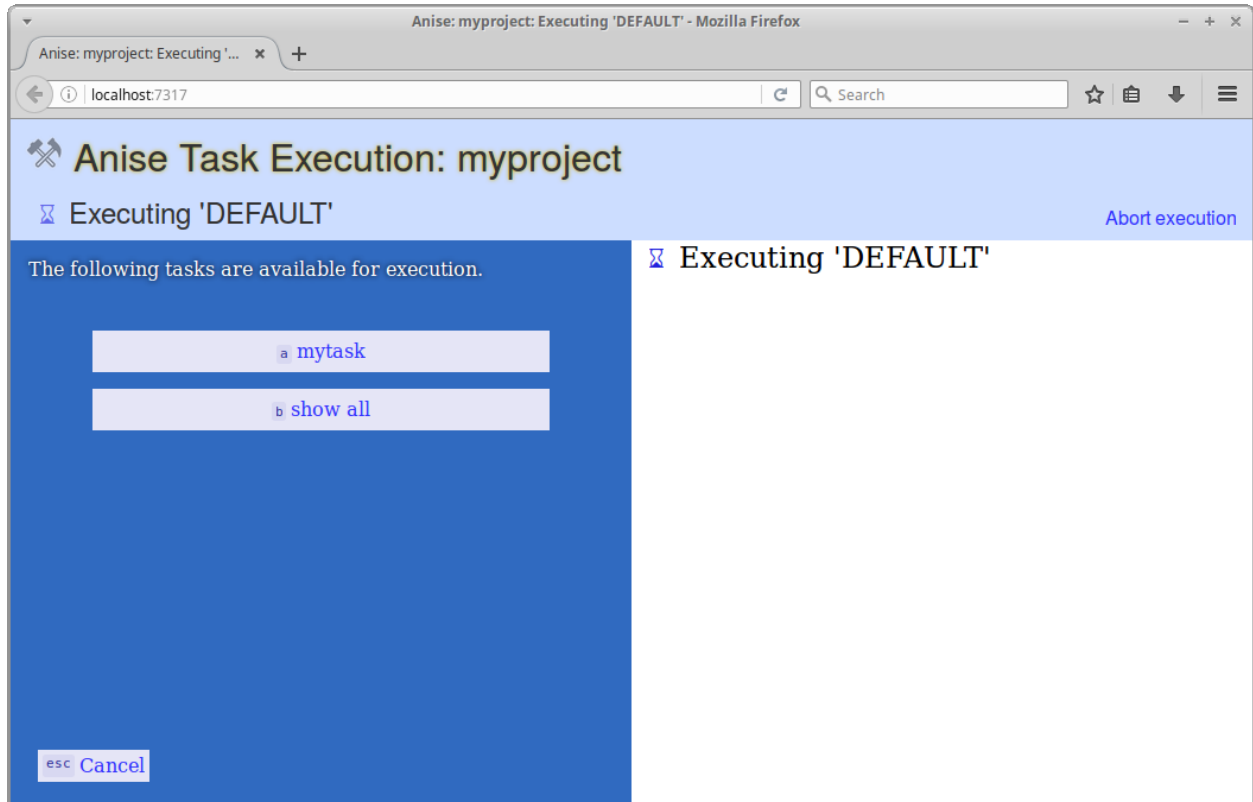 Anise: myproject: Executing 'DEFAULT' - Mozilla Firefox
Anise: myproject: Executing '...
localhost:7317
Search
Anise Task Execution: myproject
Executing 'DEFAULT'
Abort execution
The following tasks are available for execution.
a mytask
b show all
esc Cancel
Executing 'DEFAULT'